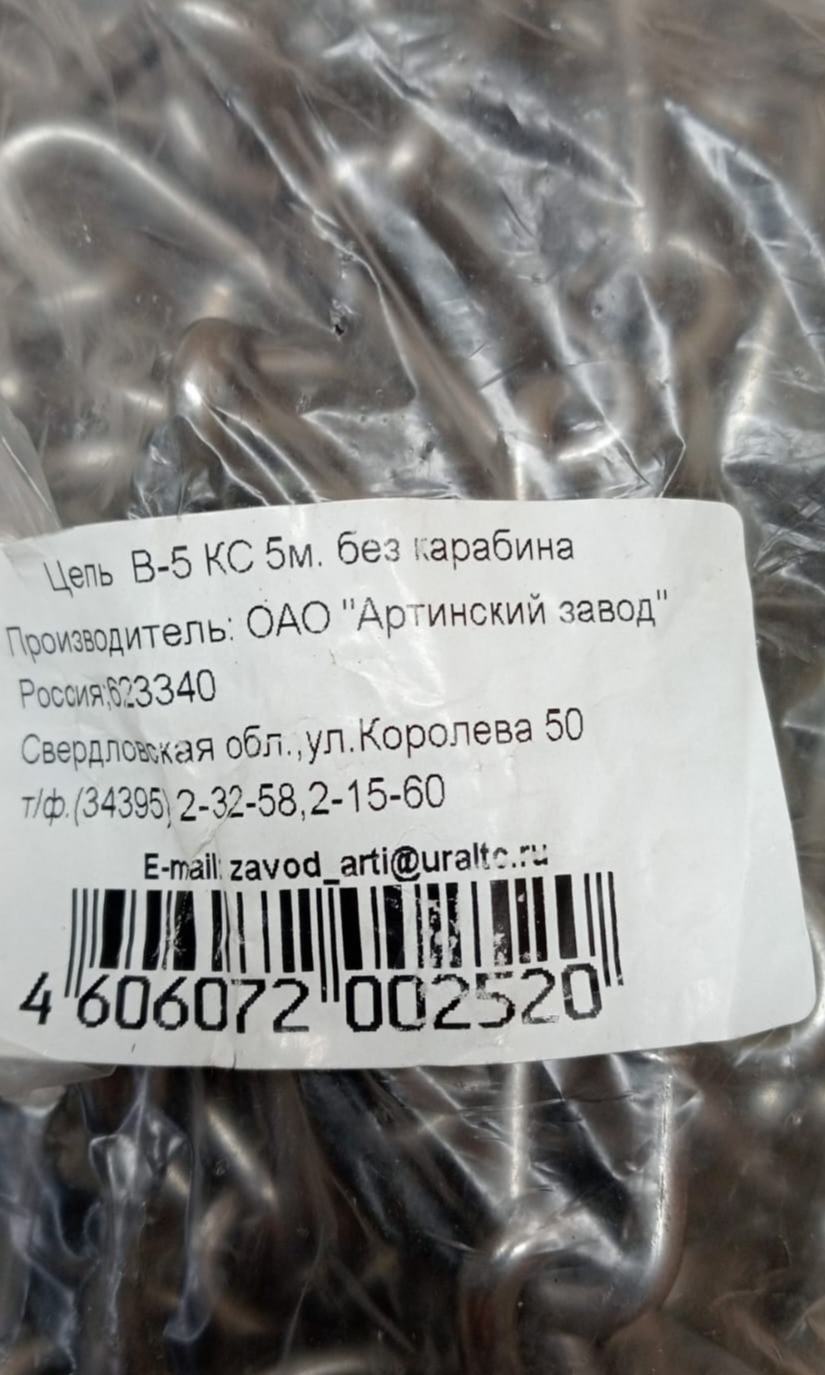 Цепь В-5 КС 5м. без карабина
Производитель: ОАО "Артинский завод"
Россия;623340
Свердловская обл.,ул.Королева 50
т/ф.(34395) 2-32-58,2-15-60
E-mail: zavod_arti@uraltc.ru
4 606072 002520